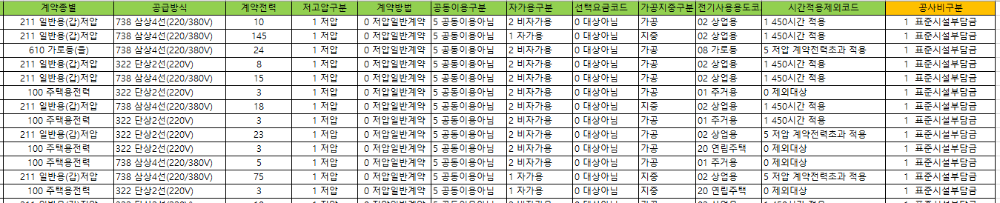 계약종별 공급방식 계약전력 저고압구분 계약방법 공동이용구분 자가용구분 선택요금코드 가공지중구분 전기사용용도코 시간적용제외코드 공사비구분
211 일반용(갑)저압 738 삼상4선(220/380V) 10 1 저압 0 저압일반계약 5 공동이용아님 2 비자가용 0 대상아님 가공 02 상업용 1 450시간 적용 1 표준시설부담금
211 일반용(갑)저압 738 삼상4선(220/380V) 145 1 저압 0 저압일반계약 5 공동이용아님 1 자가용 0 대상아님 지중 02 상업용 1 450시간 적용 1 표준시설부담금
610 가로등(을) 738 삼상4선(220/380V) 24 1 저압 0 저압일반계약 5 공동이용아님 2 비자가용 0 대상아님 가공 08 가로등 5 저압 계약전력초과 적용 1 표준시설부담금
211 일반용(갑)저압 322 단상2선(220V) 8 1 저압 0 저압일반계약 5 공동이용아님 2 비자가용 0 대상아님 가공 02 상업용 1 450시간 적용 1 표준시설부담금
211 일반용(갑)저압 738 삼상4선(220/380V) 15 1 저압 0 저압일반계약 5 공동이용아님 2 비자가용 0 대상아님 가공 02 상업용 1 450시간 적용 1 표준시설부담금
100 주택용전력 322 단상2선(220V) 3 1 저압 0 저압일반계약 5 공동이용아님 2 비자가용 0 대상아님 가공 01 주거용 0 제외대상 1 표준시설부담금
211 일반용(갑)저압 738 삼상4선(220/380V) 18 1 저압 0 저압일반계약 5 공동이용아님 2 비자가용 0 대상아님 지중 02 상업용 1 450시간 적용 1 표준시설부담금
100 주택용전력 322 단상2선(220V) 3 1 저압 0 저압일반계약 5 공동이용아님 2 비자가용 0 대상아님 가공 01 주거용 1 450시간 적용 1 표준시설부담금
211 일반용(갑)저압 322 단상2선(220V) 23 1 저압 0 저압일반계약 5 공동이용아님 2 비자가용 0 대상아님 가공 02 상업용 5 저압 계약전력초과 적용 1 표준시설부담금
100 주택용전력 322 단상2선(220V) 3 1 저압 0 저압일반계약 5 공동이용아님 2 비자가용 0 대상아님 가공 20 연립주택 0 제외대상 1 표준시설부담금
100 주택용전력 738 삼상4선(220/380V) 5 1 저압 0 저압일반계약 5 공동이용아님 2 비자가용 0 대상아님 가공 01 주거용 0 제외대상 1 표준시설부담금
211 일반용(갑)저압 738 삼상4선(220/380V) 75 1 저압 0 저압일반계약 5 공동이용아님 1 자가용 0 대상아님 지중 02 상업용 5 저압 계약전력초과 적용 1 표준시설부담금
100 주택용전력 322 단상2선(220V) 3 1 저압 0 저압일반계약 5 공동이용아님 1 자가용 0 대상아님 지중 20 연립주택 0 제외대상 1 표준시설부담금